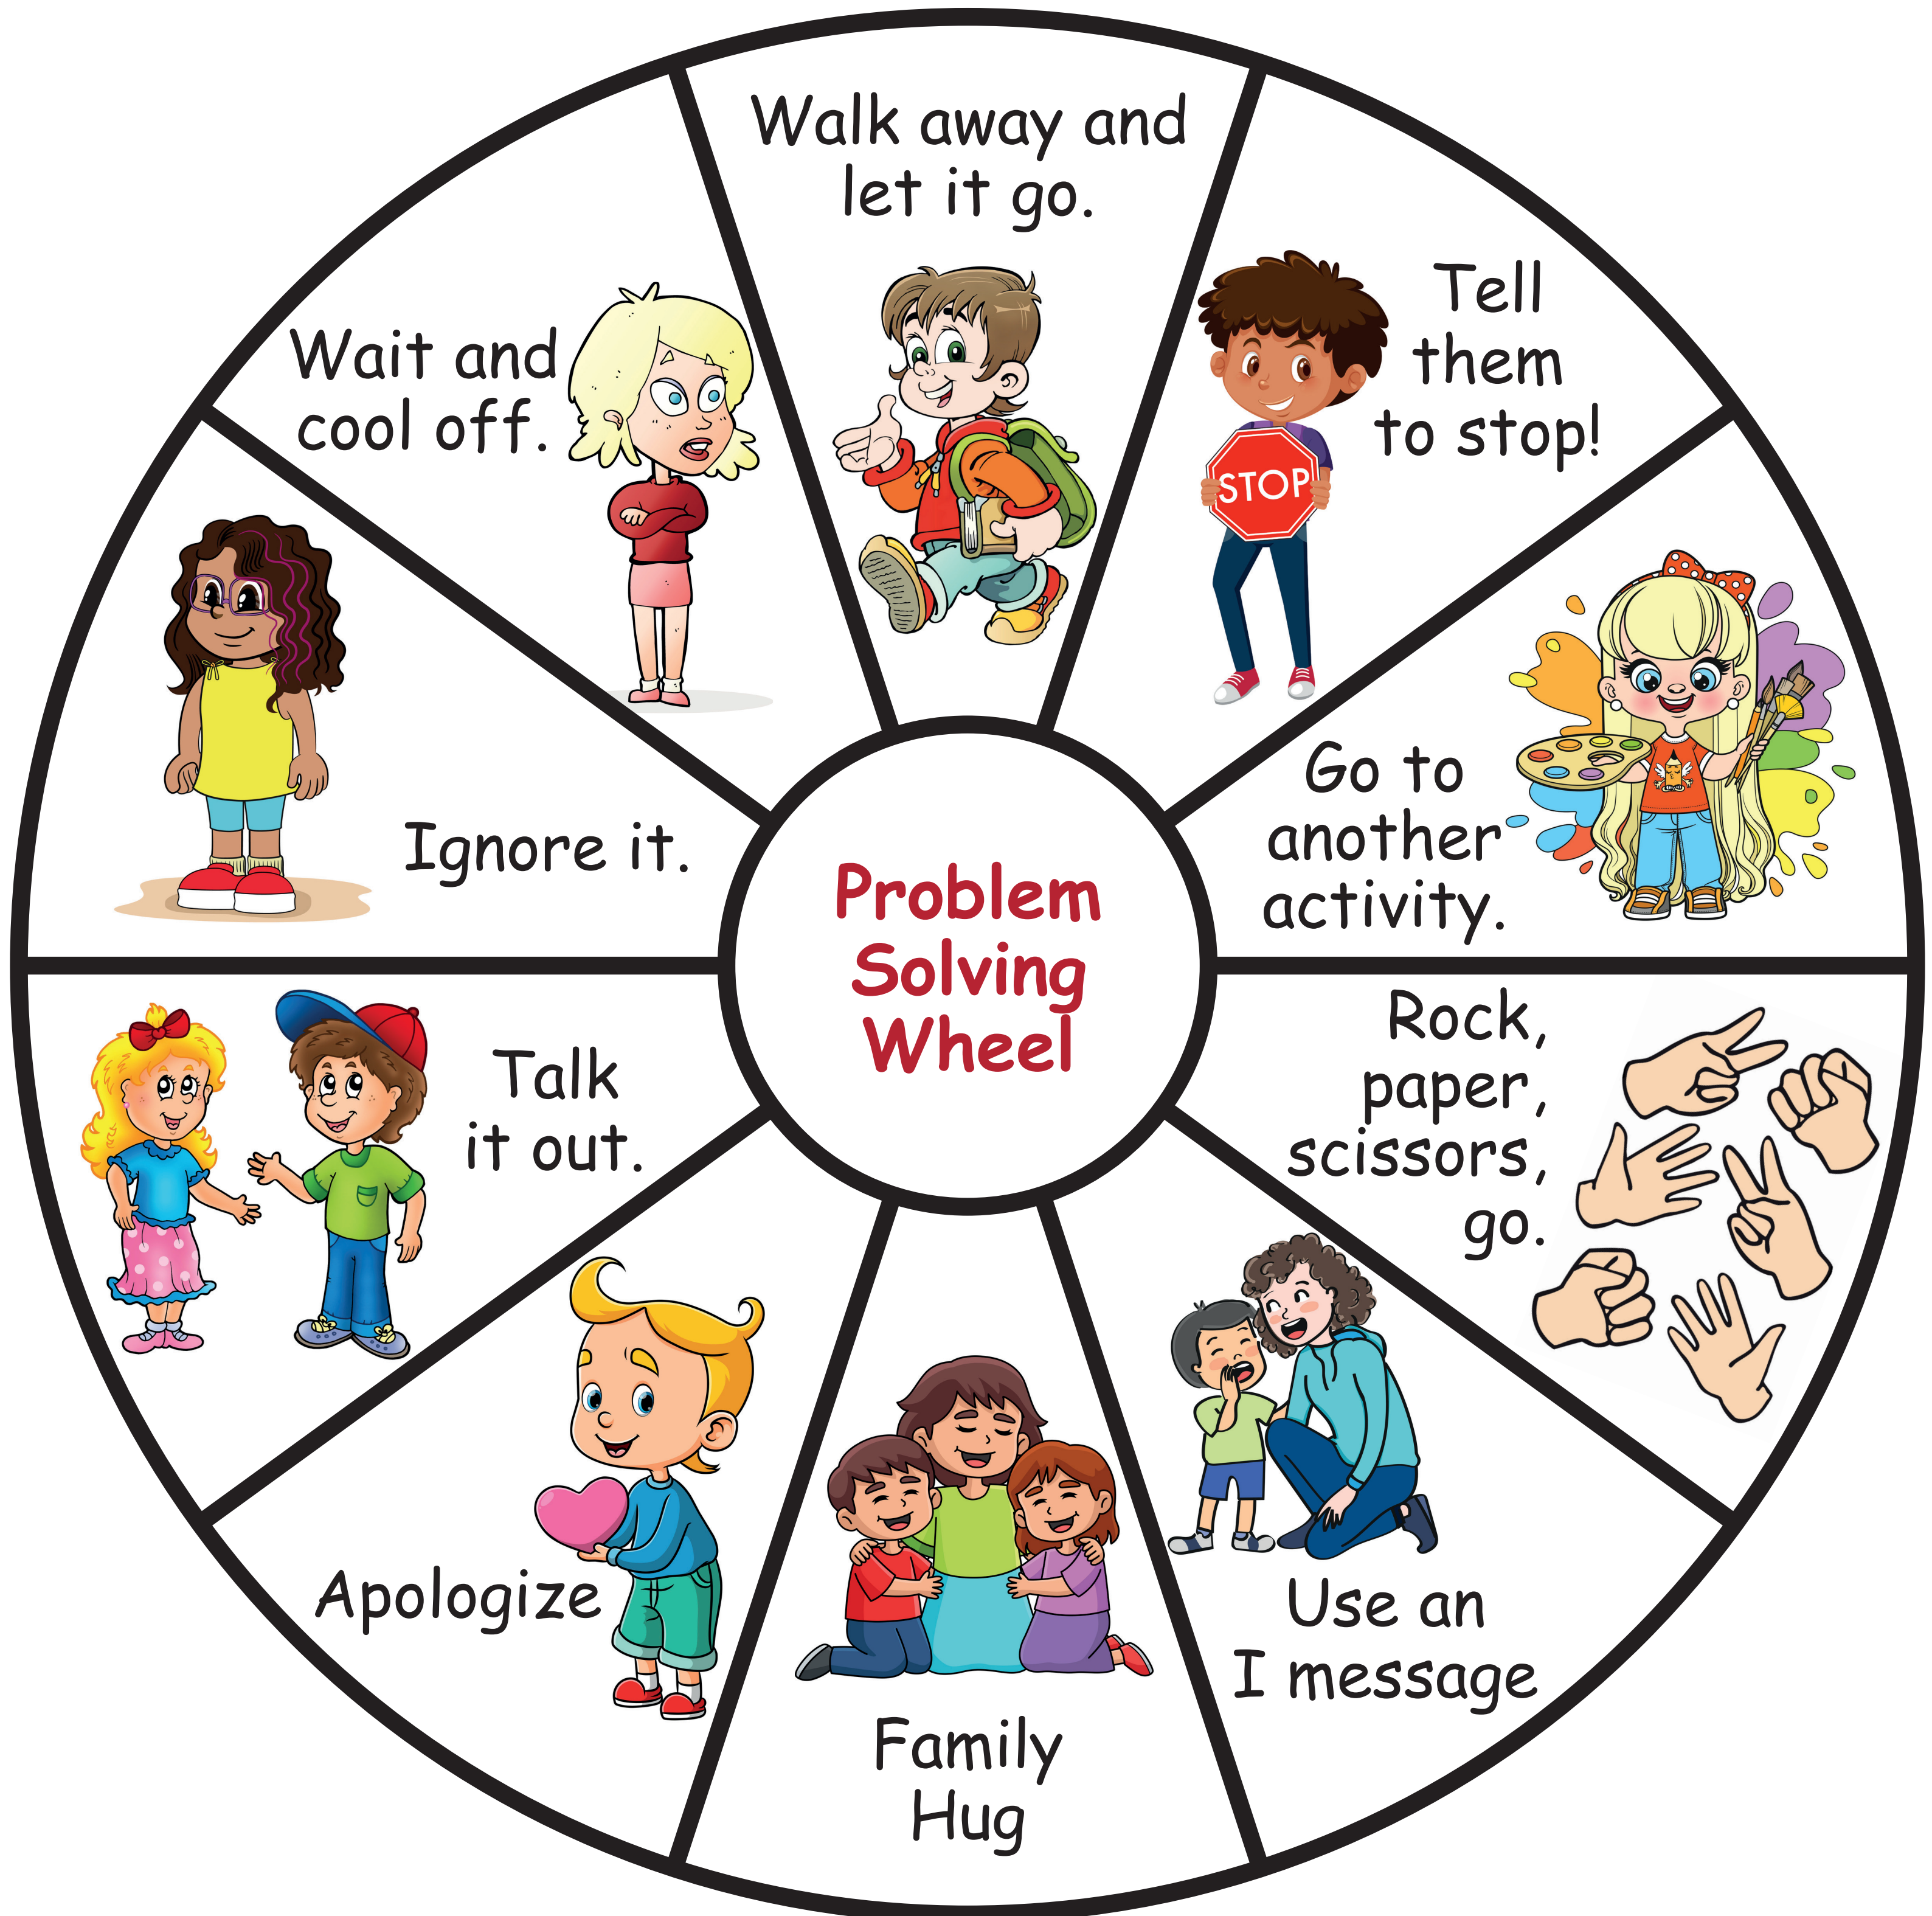 Walk away and
let it go.
Tell
them
to stop!
STOP
Go to
another
activity.
Rock,
paper,
scissors,
go.
Use an
I message
Family
Hug
Apologize
Talk
it out.
Ignore it.
Wait and
cool off.
Problem
Solving
Wheel